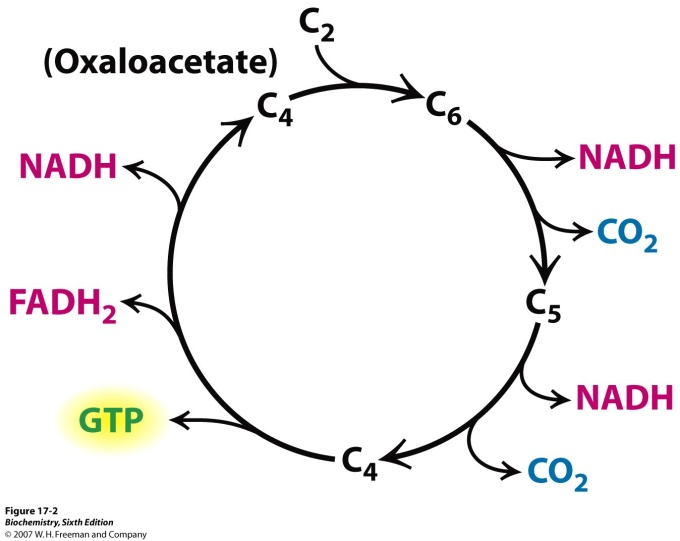 C2
(Oxaloacetate)
C4
C6
NADH
NADH
CO2
FADH2
C5
NADH
GTP
C4
CO2
Figure 17-2
Biochemistry, Sixth Edition
© 2007 W. H. Freeman and Company